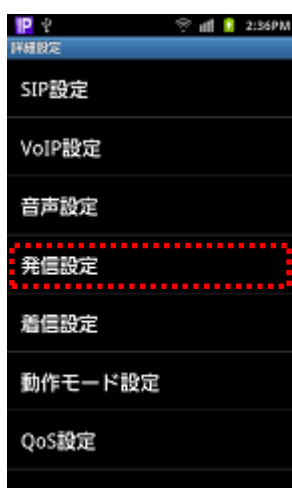 IP 2:36PM
詳細設定
SIP設定
VoIP設定
音声設定
発信設定
着信設定
動作モード設定
QoS設定